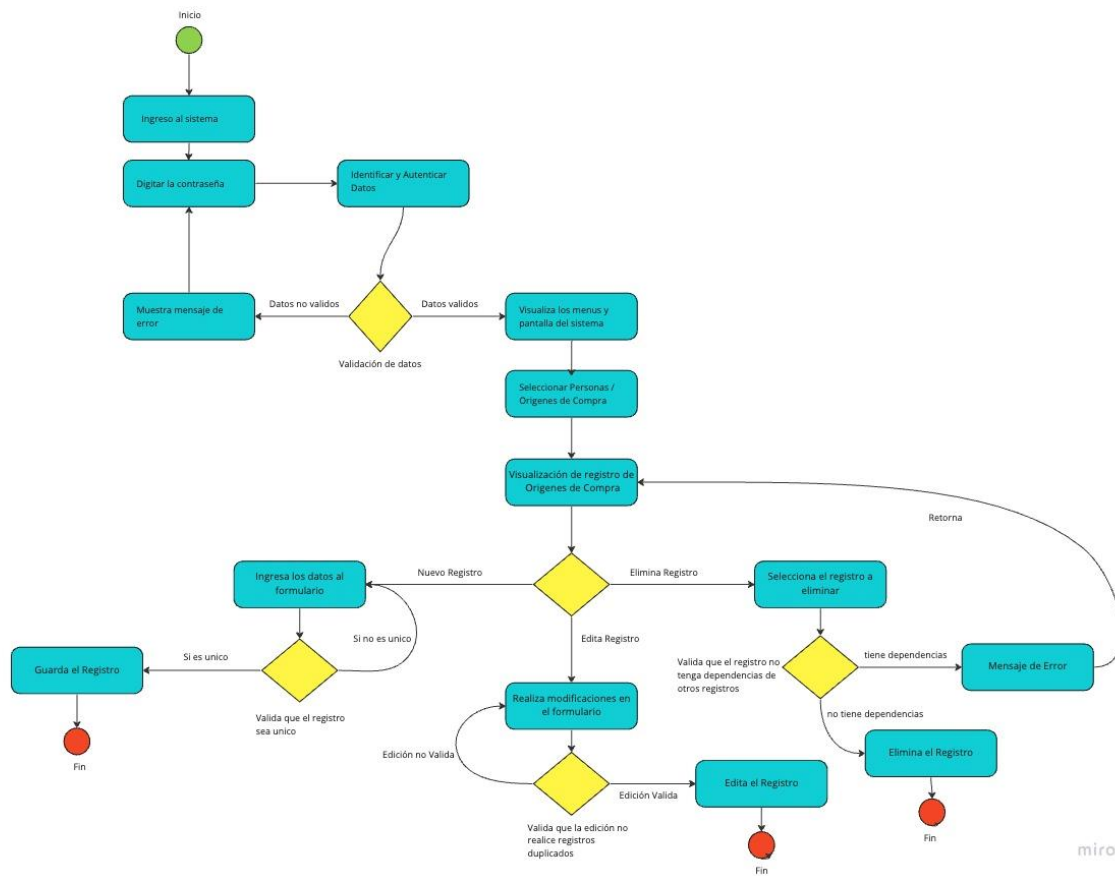 Inicio
Ingreso al sistema
Digitar la contraseña
Identificar y Autenticar
Datos
Muestra mensaje de
error
Datos no validos
Datos validos
Validación de datos
Visualiza los menus y
pantalla del sistema
Seleccionar Personas /
Origenes de Compra
Visualización de registro de
Origenes de Compra
Retorna
Nuevo Registro
Elimina Registro
Ingresa los datos al
formulario
Selecciona el registro a
eliminar
Edita Registro
Si no es unico
Si es unico
Guarda el Registro
Valida que el registro
sea unico
Fin
Valida que el registro no
tenga dependencias de
otros registros
tiene dependencias
Mensaje de Error
no tiene dependencias
Elimina el Registro
Fin
Realiza modificaciones en
el formulario
Edición no Valida
Edición Valida
Edita el Registro
Valida que la edición no
realice registros
duplicados
Fin
miro